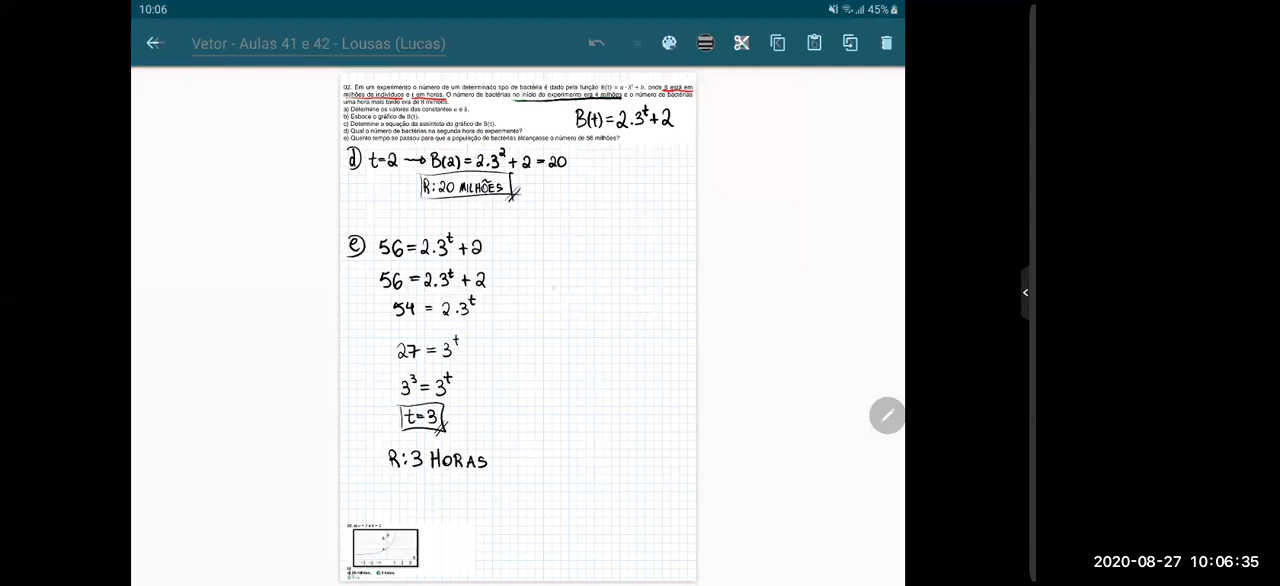 10:06
45%
Vetor - Aulas 41 e 42 - Lousas (Lucas)
02. Em um experimento o número de um determinado tipo de bactéria é dado pela função B(t) = a · 3ᵗ + b, onde B está em
milhões de indivíduos e t em horas. O número de bactérias no início do experimento era 4 milhões e o número de bactérias
uma hora mais tarde era de 8 milhões.
a) Determine os valores das constantes a e b.
b) Esboce o gráfico de B(t).
c) Determine a equação da assíntota do gráfico de B(t).
d) Qual o número de bactérias na segunda hora do experimento?
e) Quanto tempo se passou para que a população de bactérias alcançasse o número de 56 milhões?
B(t) = 2.3ᵗ + 2
d) t=2 → B(2) = 2.3² + 2 = 20
R: 20 MILHÕES
e) 56 = 2.3ᵗ + 2
56 = 2.3ᵗ + 2
54 = 2.3ᵗ
27 = 3ᵗ
3³ = 3ᵗ
t=3
R: 3 HORAS
2020-08-27 10:06:35